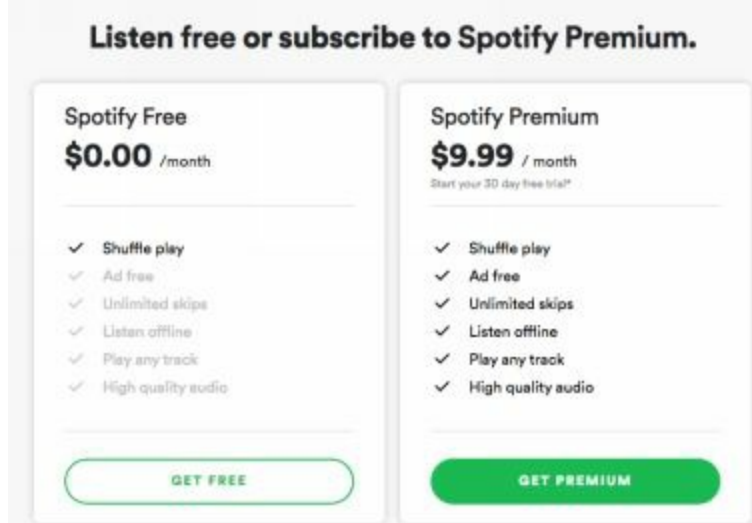 Listen free or subscribe to Spotify Premium.
Spotify Free
$0.00 /month
Shuffle play
Ad free
Unlimited skips
Listen offline
Play any track
High quality audio
GET FREE
Spotify Premium
$9.99 / month
Start your 30 day free trial*
Shuffle play
Ad free
Unlimited skips
Listen offline
Play any track
High quality audio
GET PREMIUM